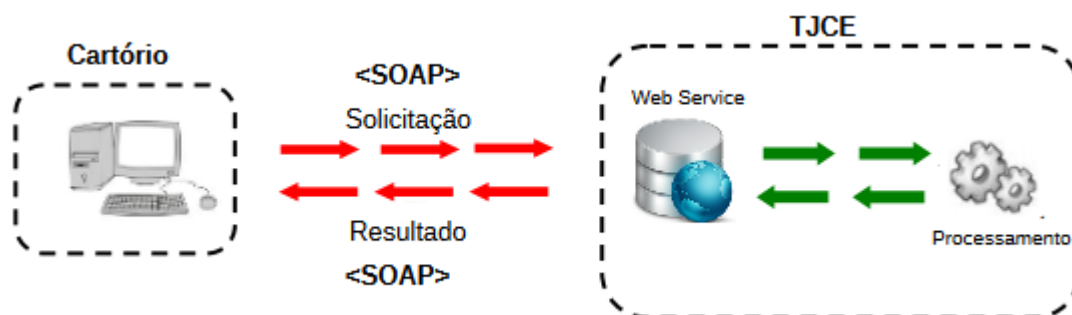 TJCE
Cartório
<SOAP>
Solicitação
Web Service
Resultado
Processamento
<SOAP>